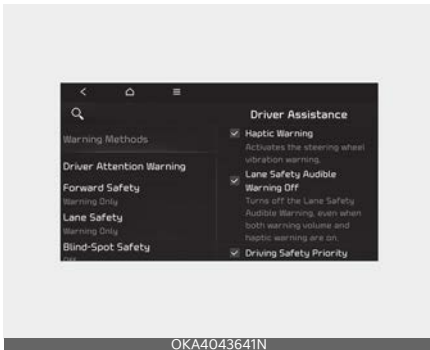 Driver Assistance
Warning Methods
Driver Attention Warning
Forward Safety
Warning Only
Lane Safety
Warning Only
Blind-Spot Safety
Off
Haptic Warning
Activates the steering wheel
vibration warning.
Lane Safety Audible
Warning Off
Turns off the Lane Safety
Audible Warning, even when
both warning volume and
haptic warning are on.
Driving Safety Priority
OKA4043641N